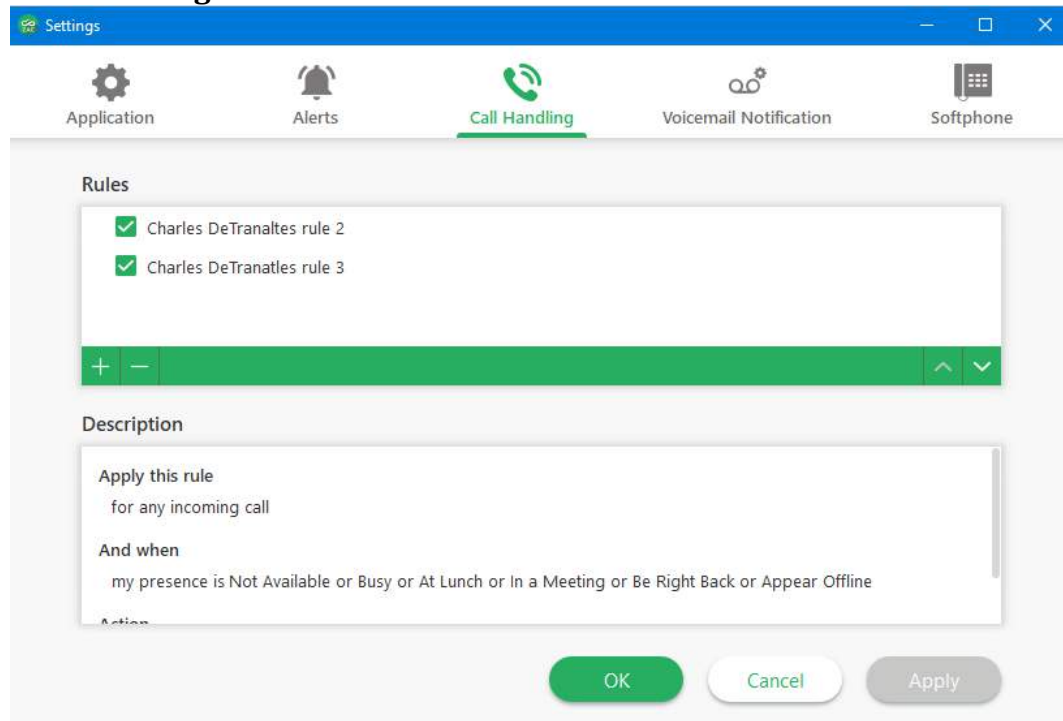 Settings
Application Alerts Call Handling Voicemail Notification Softphone
Rules
Charles DeTranaltes rule 2
Charles DeTranatles rule 3
Description
Apply this rule
for any incoming call
And when
my presence is Not Available or Busy or At Lunch or In a Meeting or Be Right Back or Appear Offline
Action
OK Cancel Apply